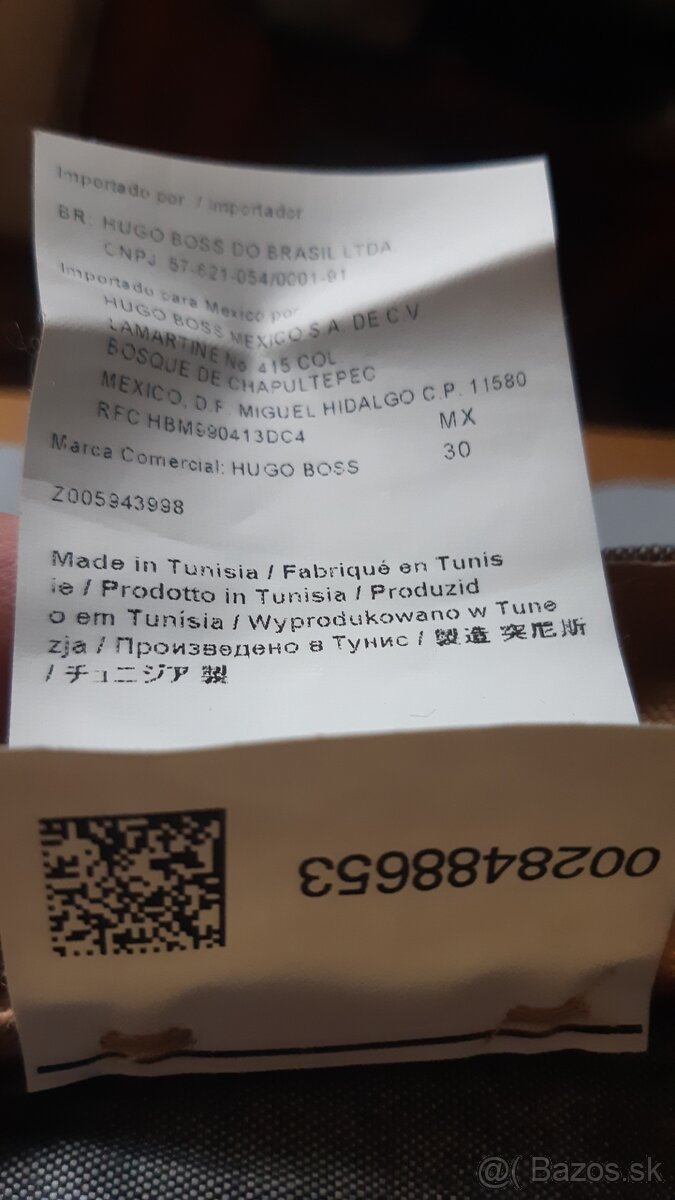 Importado por / Importador
BR: HUGO BOSS DO BRASIL LTDA.
CNPJ 57-621-054/0001-91
Importado para Mexico por
HUGO BOSS MEXICO S A. DE C.V
LAMARTINE No. 415 COL.
BOSQUE DE CHAPULTEPEC
MEXICO, D.F. MIGUEL HIDALGO C.P. 11580
RFC HBM990413DC4 MX
Marca Comercial: HUGO BOSS 30
Z005943998
Made in Tunisia / Fabriqué en Tunis
ie / Prodotto in Tunisia / Produzid
o em Tunísia / Wyprodukowano w Tune
zja / Произведено в Тунис / 製造 突尼斯
/ チュニジア 製
0028488653
@( Bazos.sk